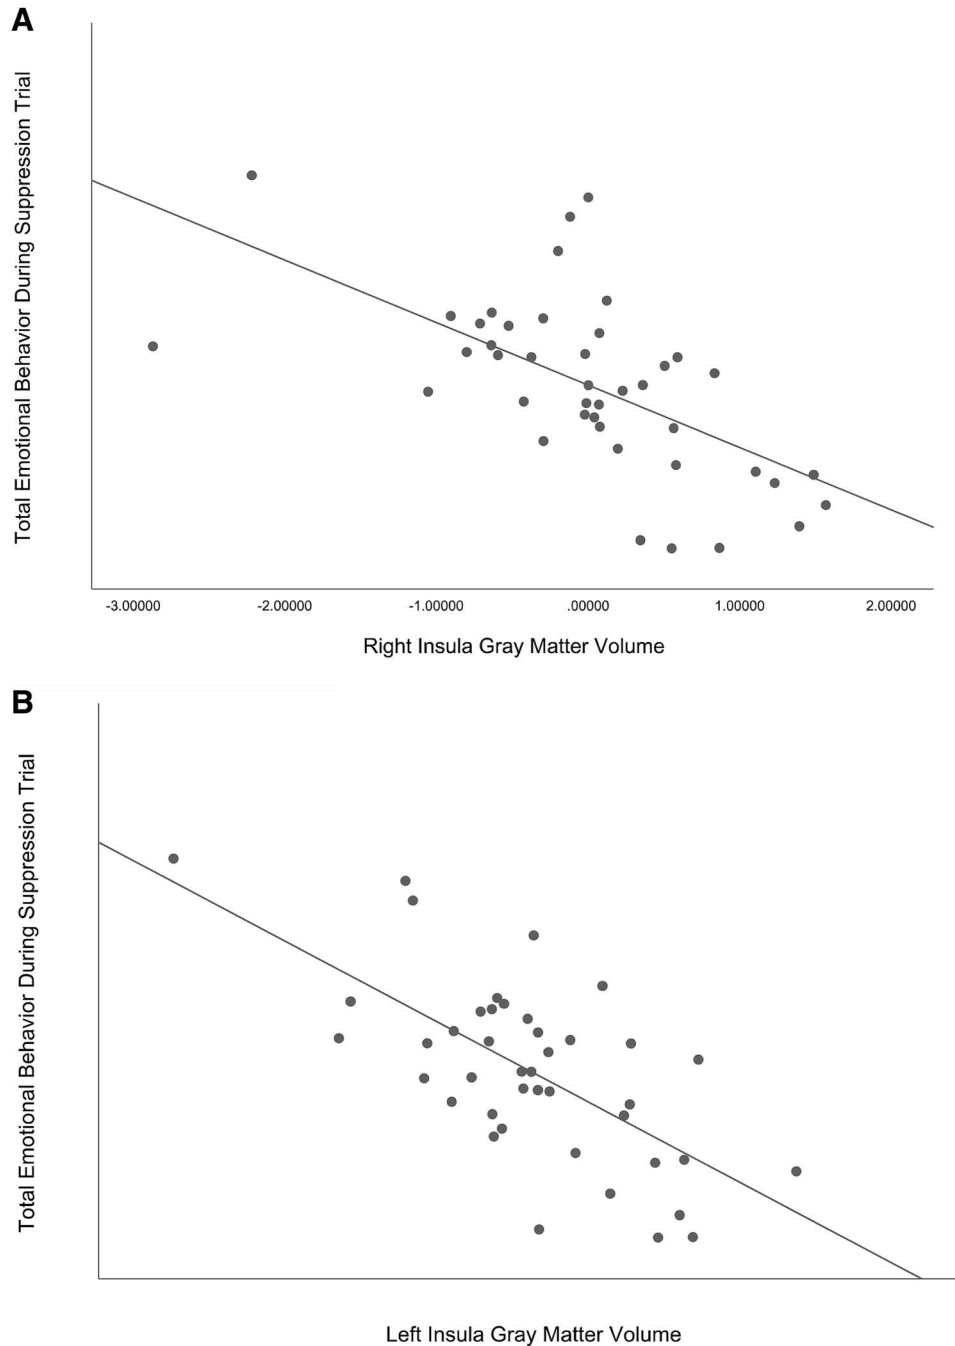 A
Total Emotional Behavior During Suppression Trial
-3.00000 -2.00000 -1.00000 .00000 1.00000 2.00000
Right Insula Gray Matter Volume
B
Total Emotional Behavior During Suppression Trial
Left Insula Gray Matter Volume